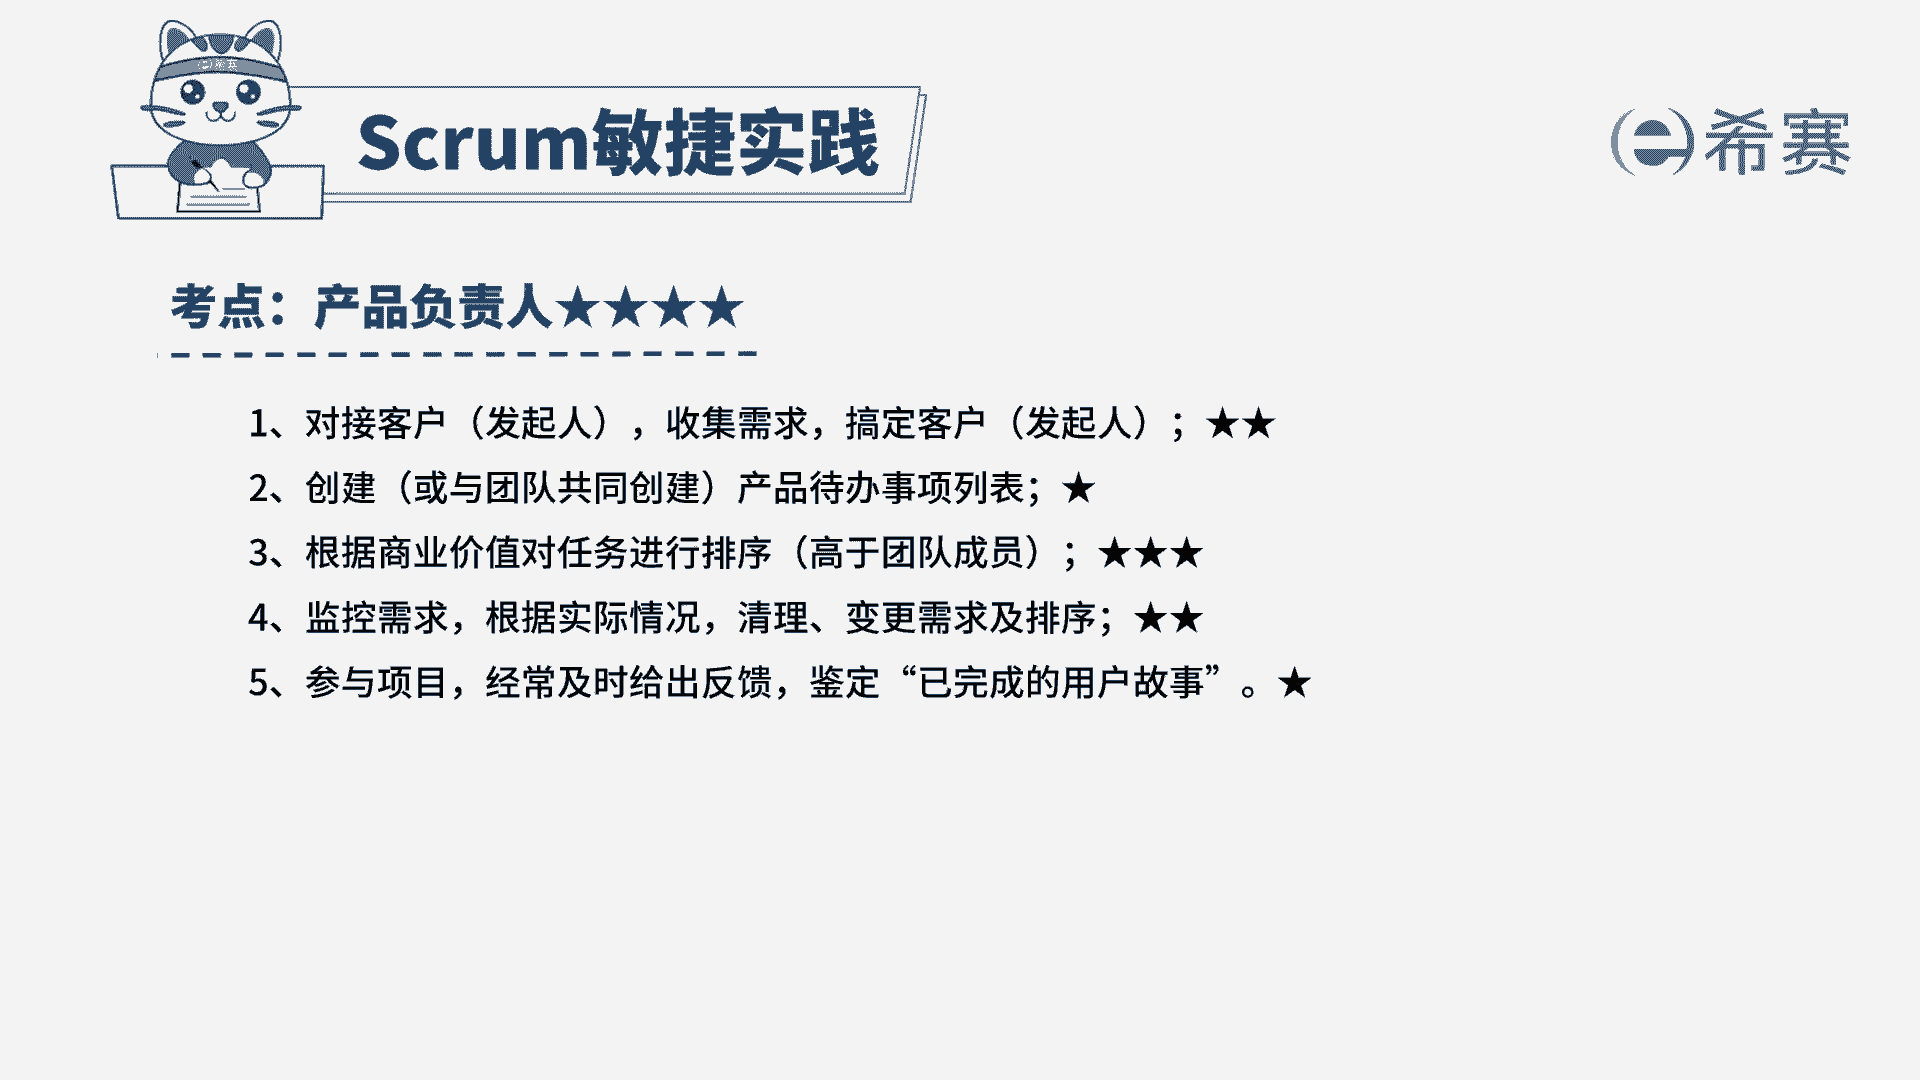 Scrum敏捷实践
希赛
考点：产品负责人★★★★
1、对接客户（发起人），收集需求，搞定客户（发起人）；★★
2、创建（或与团队共同创建）产品待办事项列表；★
3、根据商业价值对任务进行排序（高于团队成员）；★★★
4、监控需求，根据实际情况，清理、变更需求及排序；★★
5、参与项目，经常及时给出反馈，鉴定“已完成的用户故事”。★